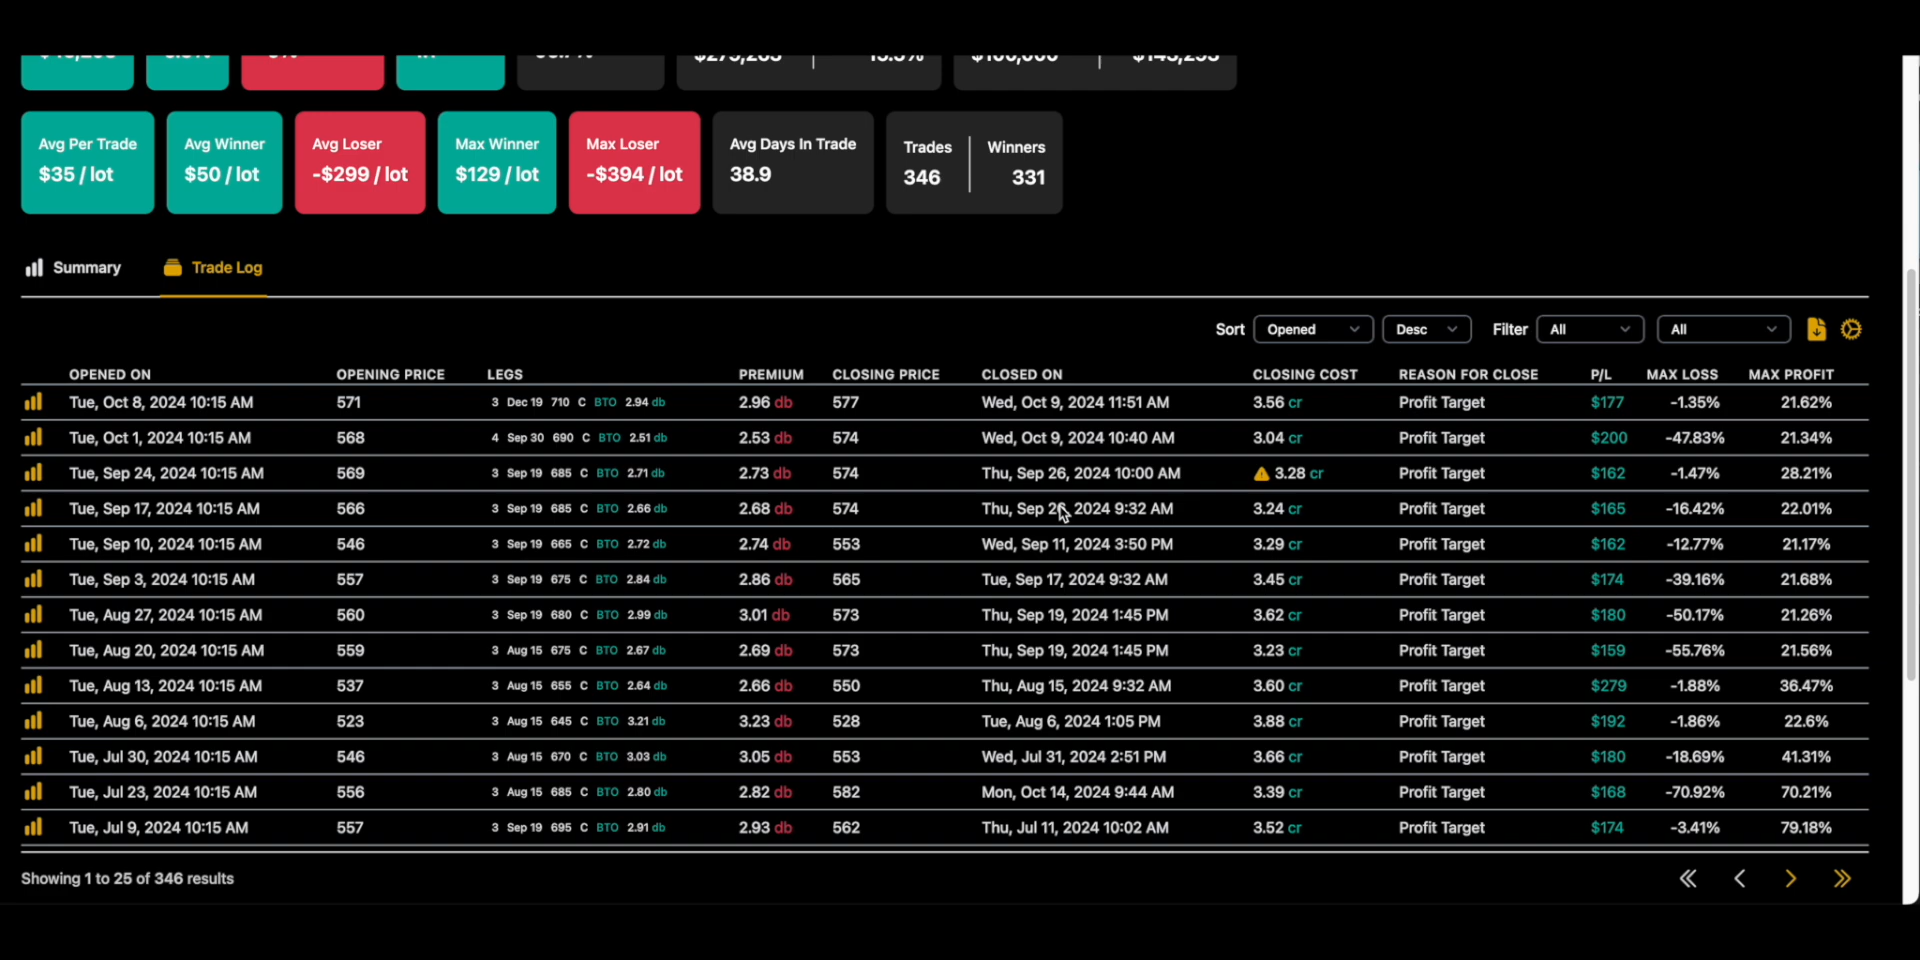 $279,263 | 15.5%
$143,293
Avg Per Trade
$35 / lot
Avg Winner
$50 / lot
Avg Loser
-$299 / lot
Max Winner
$129 / lot
Max Loser
-$394 / lot
Avg Days In Trade
38.9
Trades Winners
346 331
Summary Trade Log
Sort Opened Desc Filter All All
OPENED ON OPENING PRICE LEGS PREMIUM CLOSING PRICE CLOSED ON CLOSING COST REASON FOR CLOSE P/L MAX LOSS MAX PROFIT
Tue, Oct 8, 2024 10:15 AM 571 3 Dec 19 710 C BTO 2.94 db 2.96 db 577 Wed, Oct 9, 2024 11:51 AM 3.56 cr Profit Target $177 -1.35% 21.62%
Tue, Oct 1, 2024 10:15 AM 568 4 Sep 30 690 C BTO 2.51 db 2.53 db 574 Wed, Oct 9, 2024 10:40 AM 3.04 cr Profit Target $200 -47.83% 21.34%
Tue, Sep 24, 2024 10:15 AM 569 3 Sep 19 685 C BTO 2.71 db 2.73 db 574 Thu, Sep 26, 2024 10:00 AM 3.28 cr Profit Target $162 -1.47% 28.21%
Tue, Sep 17, 2024 10:15 AM 566 3 Sep 19 685 C BTO 2.66 db 2.68 db 574 Thu, Sep 26, 2024 9:32 AM 3.24 cr Profit Target $165 -16.42% 22.01%
Tue, Sep 10, 2024 10:15 AM 546 3 Sep 19 665 C BTO 2.72 db 2.74 db 553 Wed, Sep 11, 2024 3:50 PM 3.29 cr Profit Target $162 -12.77% 21.17%
Tue, Sep 3, 2024 10:15 AM 557 3 Sep 19 675 C BTO 2.84 db 2.86 db 565 Tue, Sep 17, 2024 9:32 AM 3.45 cr Profit Target $174 -39.16% 21.68%
Tue, Aug 27, 2024 10:15 AM 560 3 Sep 19 680 C BTO 2.99 db 3.01 db 573 Thu, Sep 19, 2024 1:45 PM 3.62 cr Profit Target $180 -50.17% 21.26%
Tue, Aug 20, 2024 10:15 AM 559 3 Aug 15 675 C BTO 2.67 db 2.69 db 573 Thu, Sep 19, 2024 1:45 PM 3.23 cr Profit Target $159 -55.76% 21.56%
Tue, Aug 13, 2024 10:15 AM 537 3 Aug 15 655 C BTO 2.64 db 2.66 db 550 Thu, Aug 15, 2024 9:32 AM 3.60 cr Profit Target $279 -1.88% 36.47%
Tue, Aug 6, 2024 10:15 AM 523 3 Aug 15 645 C BTO 3.21 db 3.23 db 528 Tue, Aug 6, 2024 1:05 PM 3.88 cr Profit Target $192 -1.86% 22.6%
Tue, Jul 30, 2024 10:15 AM 546 3 Aug 15 670 C BTO 3.03 db 3.05 db 553 Wed, Jul 31, 2024 2:51 PM 3.66 cr Profit Target $180 -18.69% 41.31%
Tue, Jul 23, 2024 10:15 AM 556 3 Aug 15 685 C BTO 2.80 db 2.82 db 582 Mon, Oct 14, 2024 9:44 AM 3.39 cr Profit Target $168 -70.92% 70.21%
Tue, Jul 9, 2024 10:15 AM 557 3 Sep 19 695 C BTO 2.91 db 2.93 db 562 Thu, Jul 11, 2024 10:02 AM 3.52 cr Profit Target $174 -3.41% 79.18%
Showing 1 to 25 of 346 results